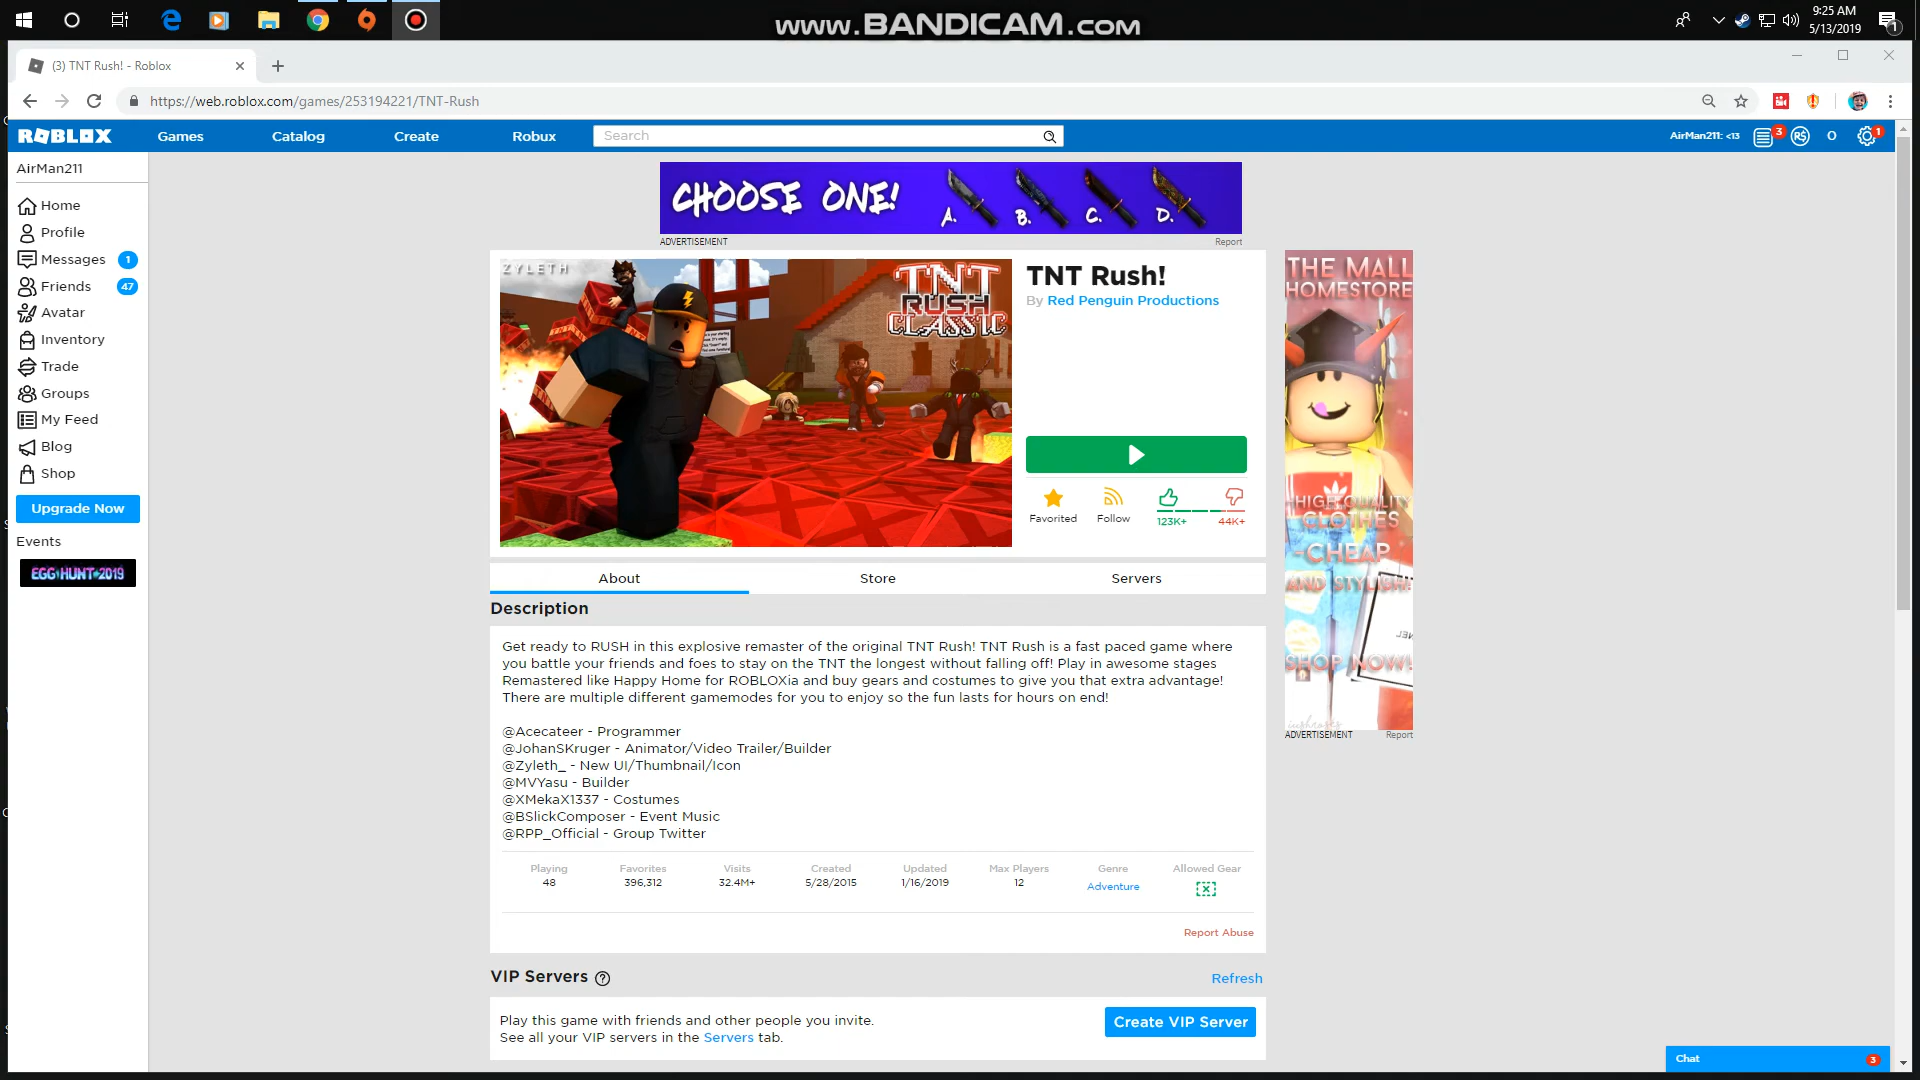 www.BANDICAM.com
9:25 AM
5/13/2019
1
(3) TNT Rush! - Roblox
https://web.roblox.com/games/253194221/TNT-Rush
ROBLOX
Games
Catalog
Create
Robux
Search
AirMan211: <13
3
R$
0
1
AirMan211
Home
Profile
Messages 1
Friends 47
Avatar
Inventory
Trade
Groups
My Feed
Blog
Shop
Upgrade Now
Events
EGG HUNT 2019
CHOOSE ONE!
A. B. C. D.
ADVERTISEMENT
Report
ZYLETH
TNT
RUSH
CLASSIC
TNT Rush!
By Red Penguin Productions
Favorited
Follow
123K+
44K+
About
Store
Servers
Description
Get ready to RUSH in this explosive remaster of the original TNT Rush! TNT Rush is a fast paced game where
you battle your friends and foes to stay on the TNT the longest without falling off! Play in awesome stages
Remastered like Happy Home for ROBLOXia and buy gears and costumes to give you that extra advantage!
There are multiple different gamemodes for you to enjoy so the fun lasts for hours on end!
@Acecateer - Programmer
@JohanSKruger - Animator/Video Trailer/Builder
@Zyleth_ - New UI/Thumbnail/Icon
@MVYasu - Builder
@XMekaX1337 - Costumes
@BSlickComposer - Event Music
@RPP_Official - Group Twitter
Playing
48
Favorites
396,312
Visits
32.4M+
Created
5/28/2015
Updated
1/16/2019
Max Players
12
Genre
Adventure
Allowed Gear
Report Abuse
VIP Servers
Refresh
Play this game with friends and other people you invite.
See all your VIP servers in the Servers tab.
Create VIP Server
THE MALL
HOMESTORE
-HIGH QUALITY
CLOTHES
-CHEAP
AND STYLISH!
SHOP NOW!
ADVERTISEMENT
Report
Chat
3